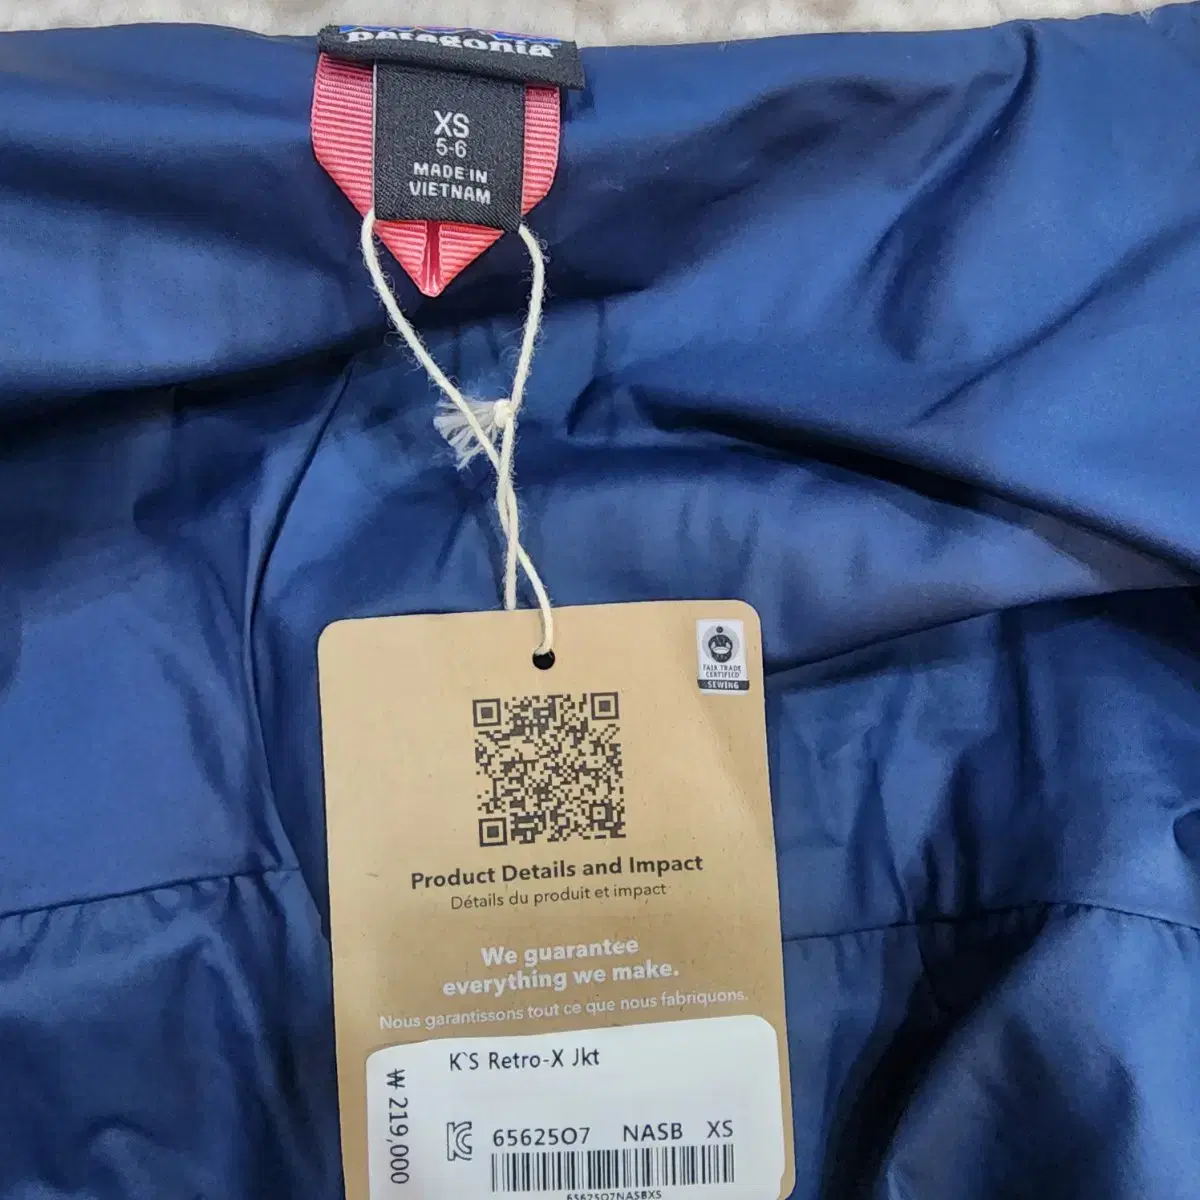 patagonia
XS
5-6
MADE IN
VIETNAM
FAIR TRADE
CERTIFIED
SEWING
Product Details and Impact
Détails du produit et impact
We guarantee
everything we make.
Nous garantissons tout ce que nous fabriquons.
K`S Retro-X Jkt
₩ 219,000
65625O7 NASB XS
65625O7NASBXS